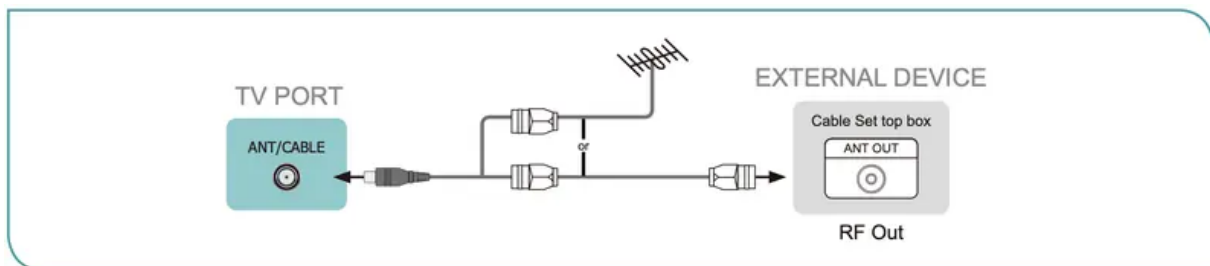 TV PORT
ANT/CABLE
or
EXTERNAL DEVICE
Cable Set top box
ANT OUT
RF Out